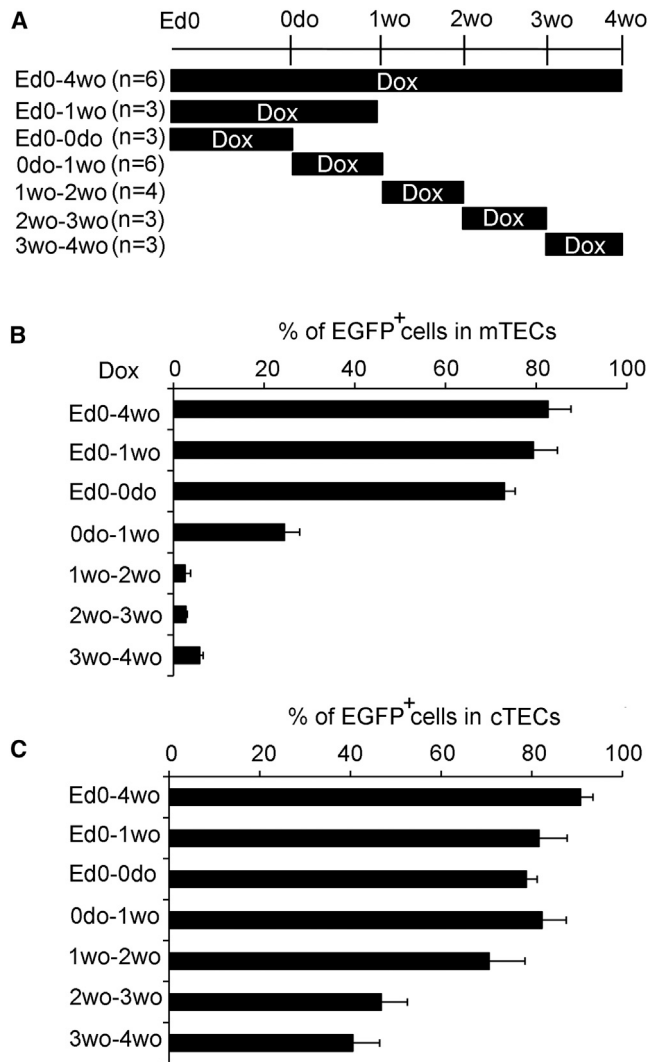 A
Ed0 0do 1wo 2wo 3wo 4wo
Ed0-4wo (n=6) Dox
Ed0-1wo (n=3) Dox
Ed0-0do (n=3) Dox
0do-1wo (n=6) Dox
1wo-2wo (n=4) Dox
2wo-3wo (n=3) Dox
3wo-4wo (n=3) Dox
B
% of EGFP+cells in mTECs
Dox 0 20 40 60 80 100
Ed0-4wo
Ed0-1wo
Ed0-0do
0do-1wo
1wo-2wo
2wo-3wo
3wo-4wo
C
% of EGFP+cells in cTECs
0 20 40 60 80 100
Ed0-4wo
Ed0-1wo
Ed0-0do
0do-1wo
1wo-2wo
2wo-3wo
3wo-4wo